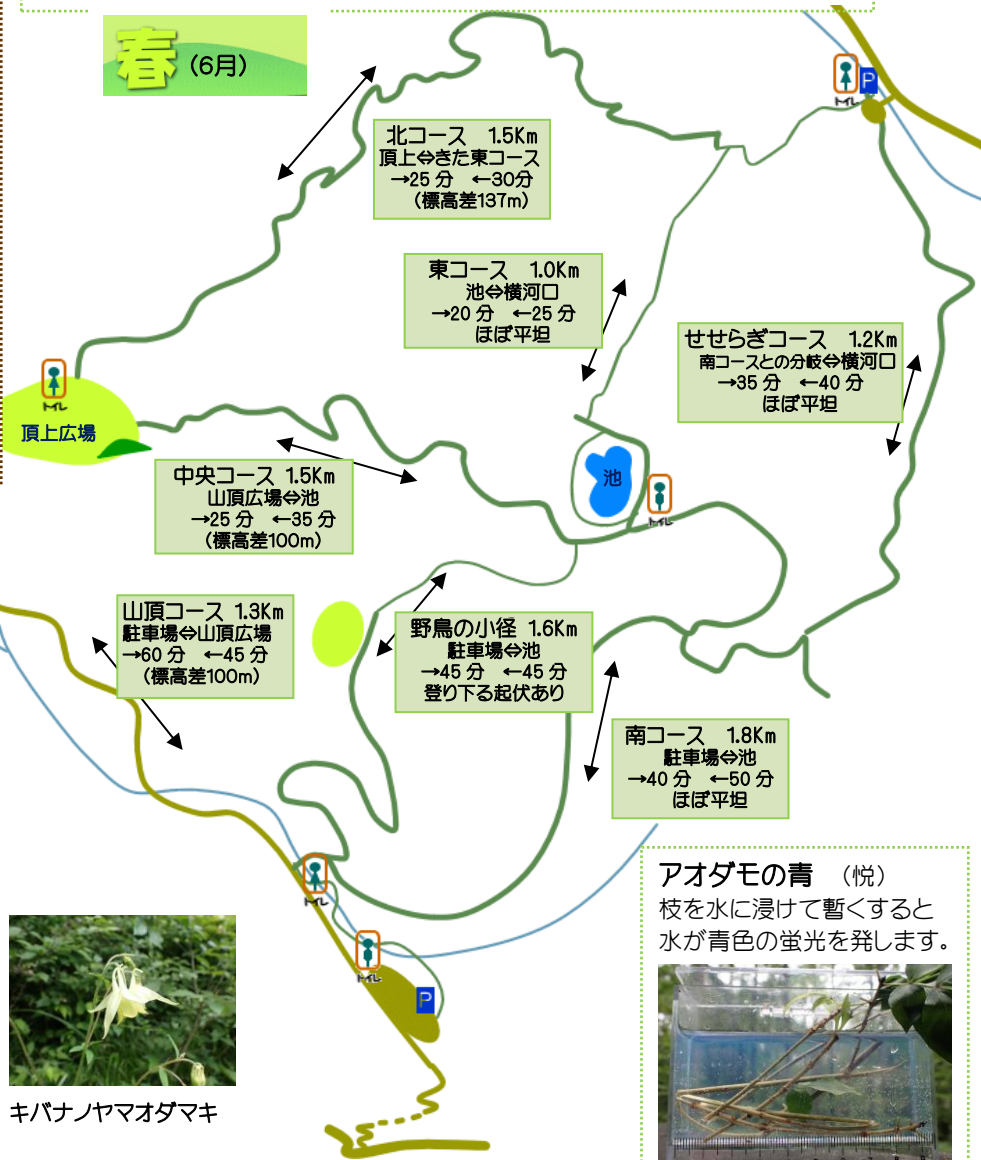 春 (6月)
P
トイレ
北コース 1.5Km
頂上⇔きた東コース
→25分 ←30分
(標高差137m)
東コース 1.0Km
池⇔横河口
→20分 ←25分
ほぼ平坦
せせらぎコース 1.2Km
南コースとの分岐⇔横河口
→35分 ←40分
ほぼ平坦
トイレ
頂上広場
中央コース 1.5Km
山頂広場⇔池
→25分 ←35分
(標高差100m)
池
トイレ
山頂コース 1.3Km
駐車場⇔山頂広場
→60分 ←45分
(標高差100m)
野鳥の小径 1.6Km
駐車場⇔池
→45分 ←45分
登り下る起伏あり
南コース 1.8Km
駐車場⇔池
→40分 ←50分
ほぼ平坦
トイレ
トイレ
P
キバナノヤマオダマキ
アオダモの青 (悦)
枝を水に浸けて暫くすると
水が青色の蛍光を発します。